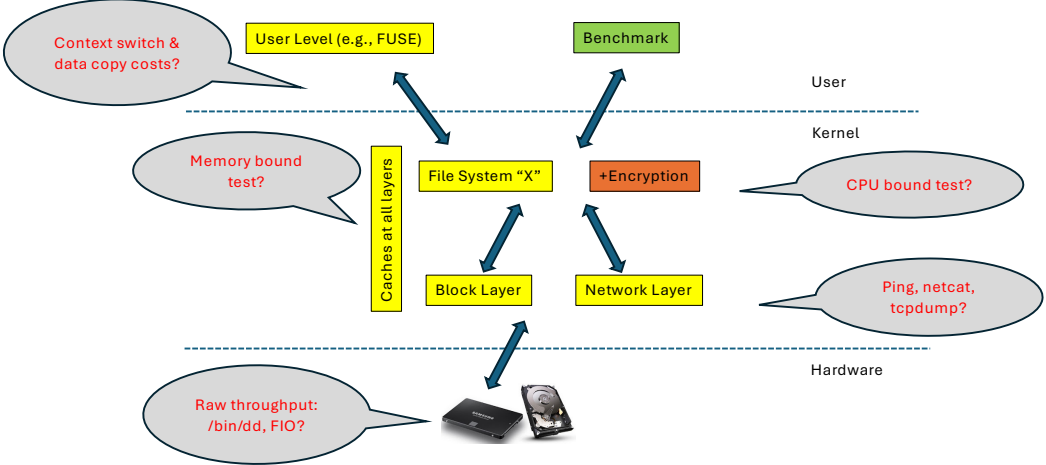 Context switch &
data copy costs?
User Level (e.g., FUSE)
Benchmark
User
Kernel
Memory bound
test?
Caches at all layers
File System “X”
+Encryption
CPU bound test?
Block Layer
Network Layer
Ping, netcat,
tcpdump?
Hardware
Raw throughput:
/bin/dd, FIO?
SAMSUNG